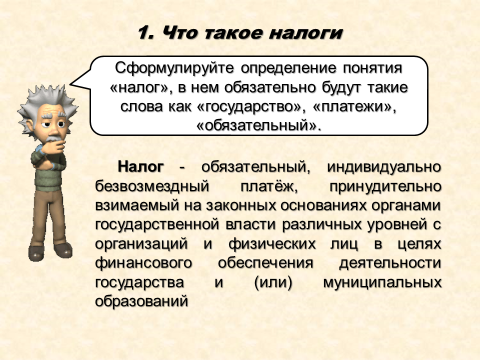 1. Что такое налоги
Сформулируйте определение понятия
«налог», в нем обязательно будут такие
слова как «государство», «платежи»,
«обязательный».
Налог - обязательный, индивидуально
безвозмездный платёж, принудительно
взимаемый на законных основаниях органами
государственной власти различных уровней с
организаций и физических лиц в целях
финансового обеспечения деятельности
государства и (или) муниципальных
образований